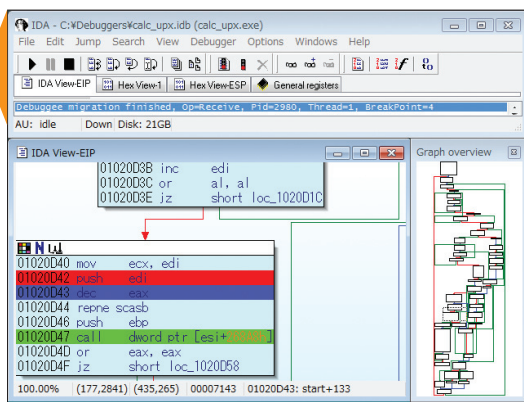 IDA - C:¥Debuggers¥calc_upx.idb (calc_upx.exe)
File Edit Jump Search View Debugger Options Windows Help
IDA View-EIP Hex View-1 Hex View-ESP General registers
Debuggee migration finished, Op=Receive, Pid=2980, Thread=1, BreakPoint=4
AU: idle Down Disk: 21GB
IDA View-EIP
Graph overview
01020D3B inc edi
01020D3C or al, al
01020D3E jz short loc_1020D1C
01020D40 mov ecx, edi
01020D42 push edi
01020D43 dec eax
01020D44 repne scasb
01020D46 push ebp
01020D47 call dword ptr [esi+
01020D4D or eax, eax
01020D4F jz short loc_1020D58
100.00% (177,2841) (435,265) 00007143 01020D43: start+133